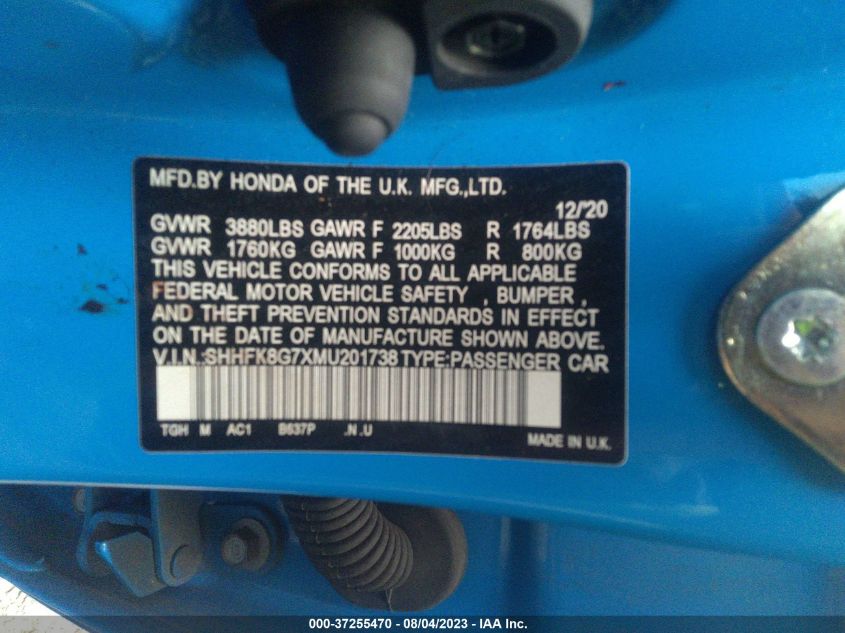 MFD.BY HONDA OF THE U.K. MFG.,LTD.
12/'20
GVWR 3880LBS GAWR F 2205LBS R 1764LBS
GVWR 1760KG GAWR F 1000KG R 800KG
THIS VEHICLE CONFORMS TO ALL APPLICABLE
FEDERAL MOTOR VEHICLE SAFETY , BUMPER ,
AND THEFT PREVENTION STANDARDS IN EFFECT
ON THE DATE OF MANUFACTURE SHOWN ABOVE.
V.I.N.:SHHFK8G7XMU201738 TYPE:PASSENGER CAR
TGH M AC1 B637P .N .U
MADE IN U.K.
000-37255470 - 08/04/2023 - IAA Inc.